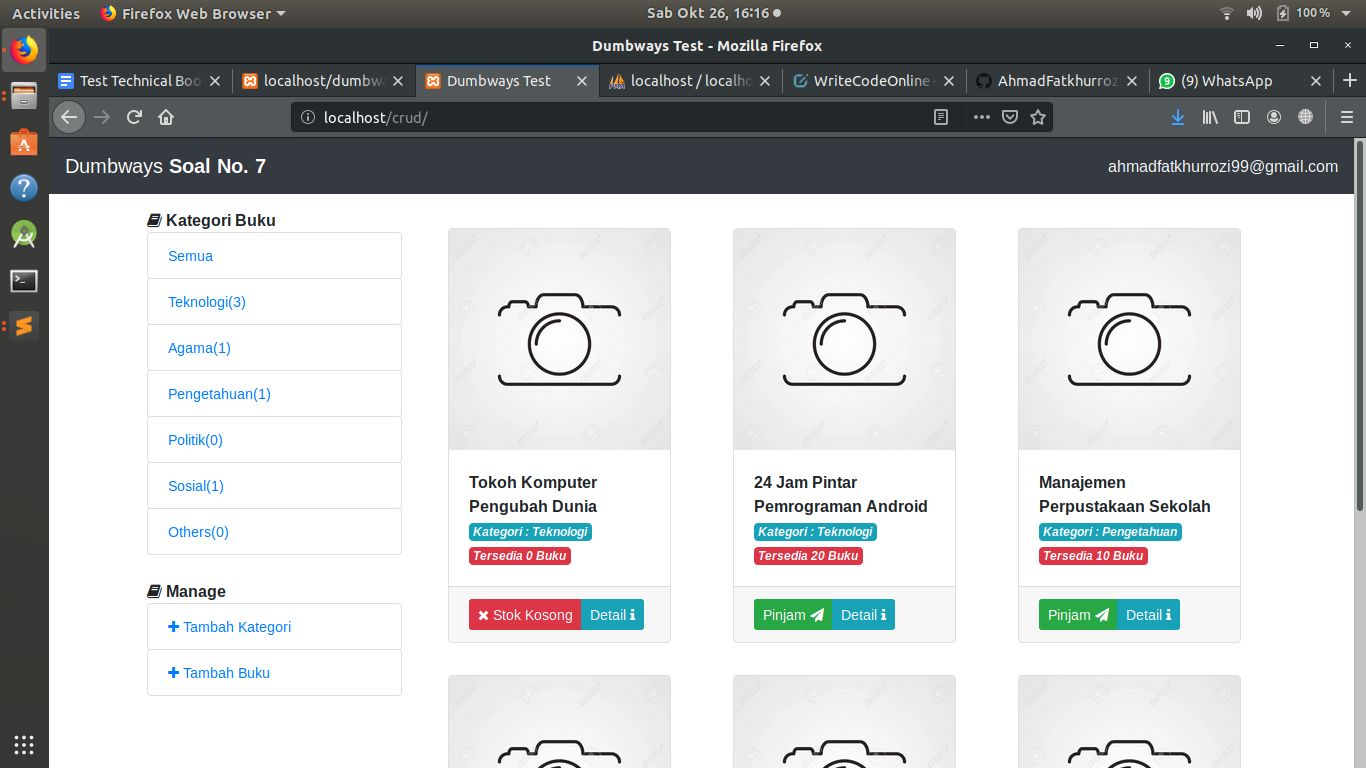 Activities
Firefox Web Browser
Sab Okt 26, 16:16
100 %
Dumbways Test - Mozilla Firefox
Test Technical Boo
localhost/dumbwa
Dumbways Test
localhost / localho
WriteCodeOnline
AhmadFatkhurroz
(9) WhatsApp
localhost/crud/
Dumbways Soal No. 7
ahmadfatkhurrozi99@gmail.com
Kategori Buku
Semua
Teknologi(3)
Agama(1)
Pengetahuan(1)
Politik(0)
Sosial(1)
Others(0)
Manage
Tambah Kategori
Tambah Buku
Tokoh Komputer
Pengubah Dunia
Kategori : Teknologi
Tersedia 0 Buku
Stok Kosong
Detail
24 Jam Pintar
Pemrograman Android
Kategori : Teknologi
Tersedia 20 Buku
Pinjam
Detail
Manajemen
Perpustakaan Sekolah
Kategori : Pengetahuan
Tersedia 10 Buku
Pinjam
Detail